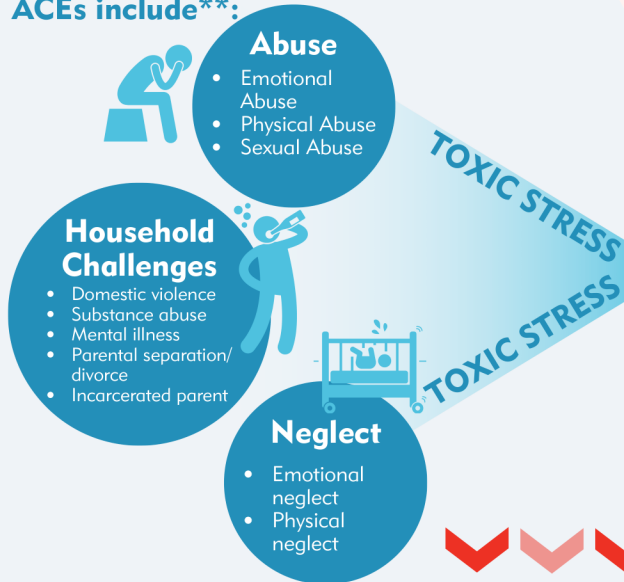 ACEs include**:
Abuse
• Emotional
Abuse
• Physical Abuse
• Sexual Abuse
TOXIC STRESS
Household
Challenges
• Domestic violence
• Substance abuse
• Mental illness
• Parental separation/
divorce
• Incarcerated parent
TOXIC STRESS
Neglect
• Emotional
neglect
• Physical
neglect